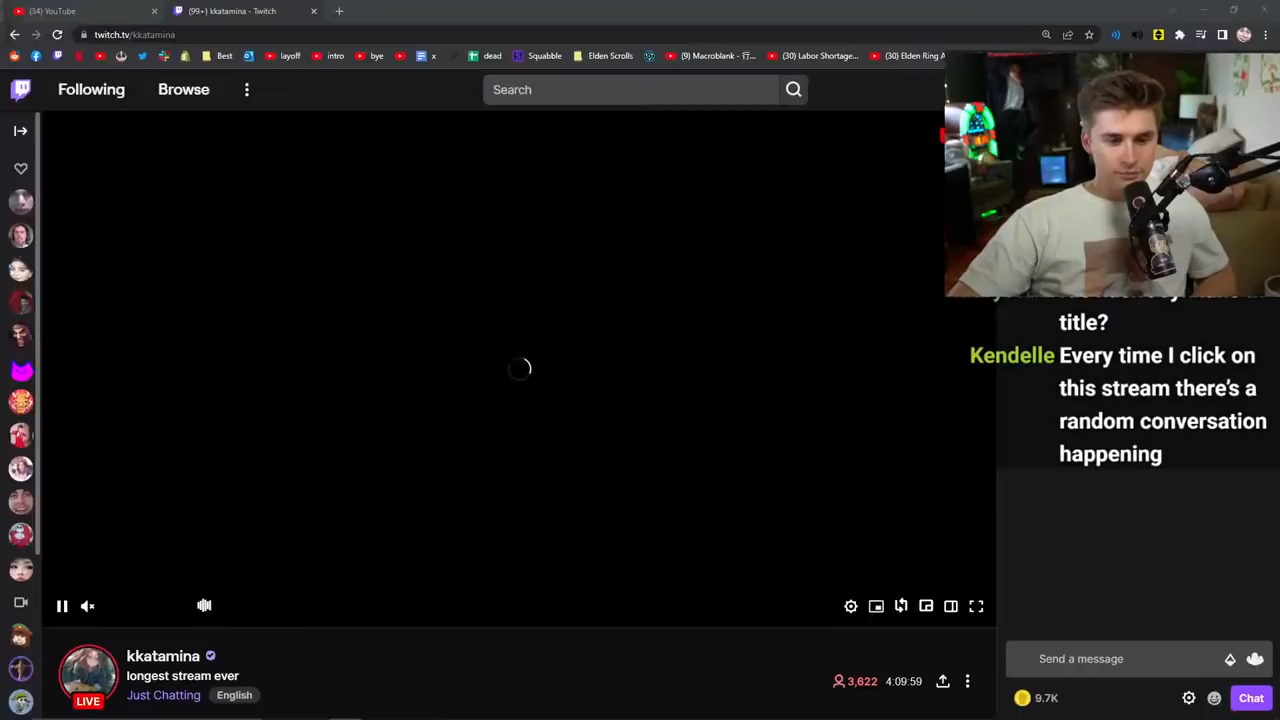 (34) YouTube
(99+) kkatamina - Twitch
twitch.tv/kkatamina
Best
layoff
intro
bye
x
dead
Squabble
Elden Scrolls
(9) Macroblank - 行...
(30) Labor Shortage...
(30) Elden Ring A
Following
Browse
Search
title?
Kendelle Every time I click on
this stream there's a
random conversation
happening
kkatamina
longest stream ever
LIVE
Just Chatting
English
3,622
4:09:59
Send a message
9.7K
Chat